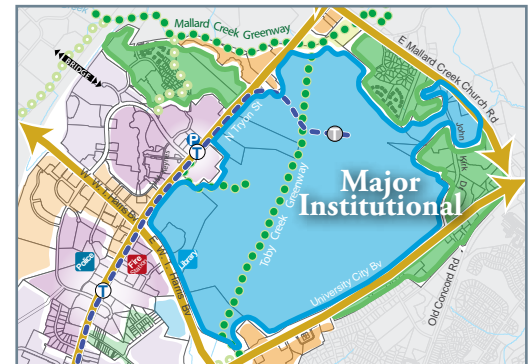 Mallard Creek Greenway
E Mallard Creek Church Rd
BRIDGE
John
Kirk Dr
N Tryon St
P
T
T
Major
Institutional
Toby Creek Greenway
W. W.T. Harris Bv
E. W.T. Harris Bv
Library
Police
Fire
Station
T
University City Bv
Old Concord Rd